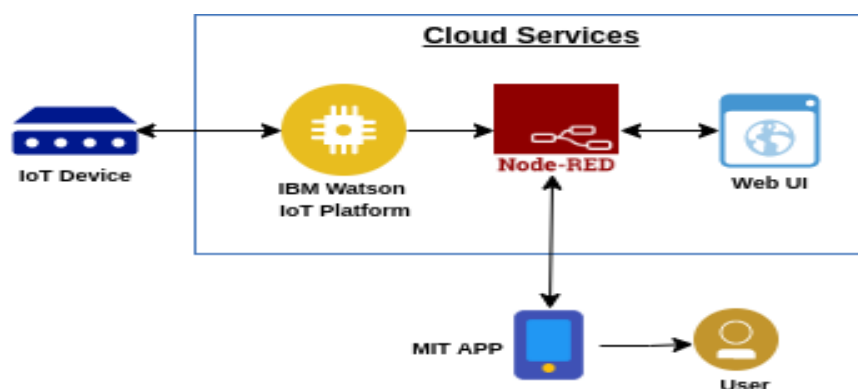 Cloud Services
IoT Device
IBM Watson
IoT Platform
Node-RED
Web UI
MIT APP
User